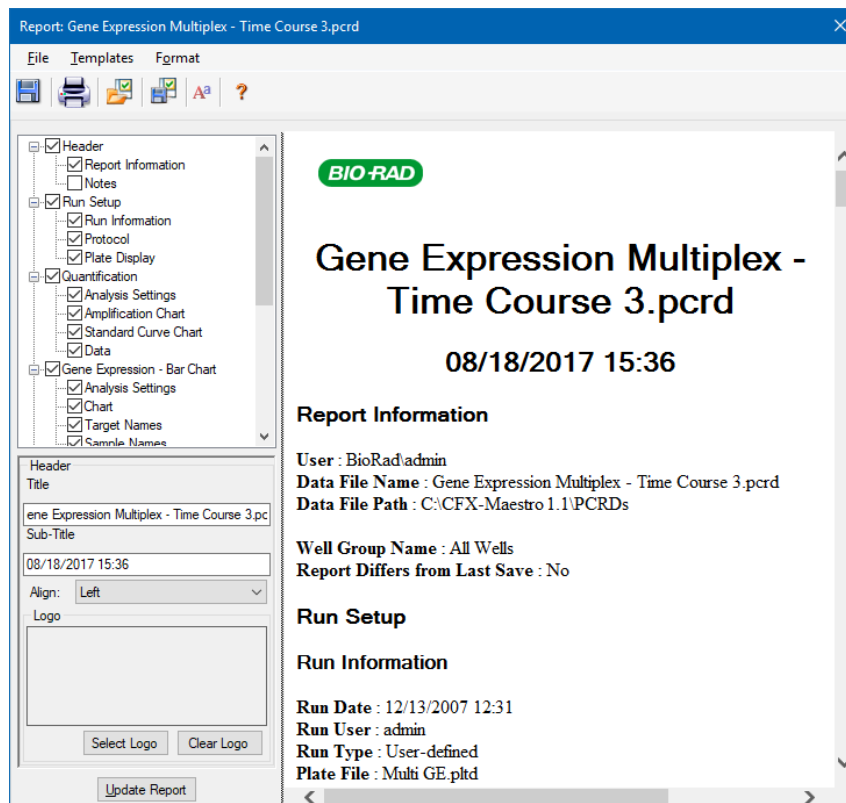 Report: Gene Expression Multiplex - Time Course 3.pcrd
File Templates Format
Aa ?
Header
Report Information
Notes
Run Setup
Run Information
Protocol
Plate Display
Quantification
Analysis Settings
Amplification Chart
Standard Curve Chart
Data
Gene Expression - Bar Chart
Analysis Settings
Chart
Target Names
Sample Names
Header
Title
ene Expression Multiplex - Time Course 3.pc
Sub-Title
08/18/2017 15:36
Align: Left
Logo
Select Logo Clear Logo
Update Report
BIO-RAD
Gene Expression Multiplex -
Time Course 3.pcrd
08/18/2017 15:36
Report Information
User : BioRad\admin
Data File Name : Gene Expression Multiplex - Time Course 3.pcrd
Data File Path : C:\CFX-Maestro 1.1\PCRDs
Well Group Name : All Wells
Report Differs from Last Save : No
Run Setup
Run Information
Run Date : 12/13/2007 12:31
Run User : admin
Run Type : User-defined
Plate File : Multi GE.pltd